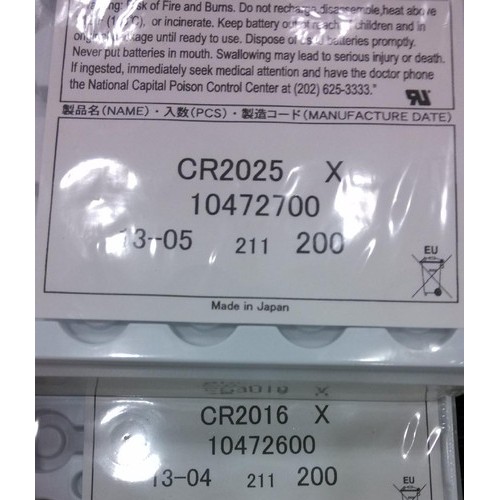 Risk of Fire and Burns. Do not recharge, disassemble,heat above
or incinerate. Keep battery out of reach of children and in
original package until ready to use. Dispose of used batteries promptly.
Never put batteries in mouth. Swallowing may lead to serious injury or death.
If ingested, immediately seek medical attention and have the doctor phone
the National Capital Poison Control Center at (202) 625-3333."
製品名(NAME)・入数(PCS)・製造コード(MANUFACTURE DATE)
CR2025 X
10472700
13-05 211 200
EU
Made in Japan
CR2016 X
10472600
13-04 211 200
EU